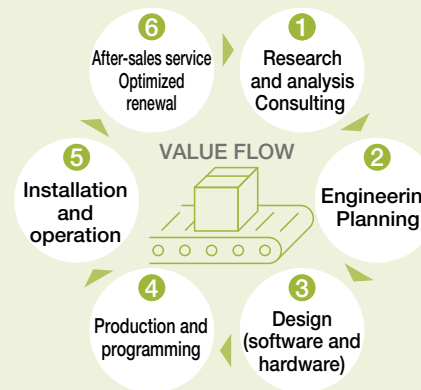 1
Research
and analysis
Consulting
2
Engineerin
Planning
3
Design
(software and
hardware)
4
Production and
programming
5
Installation
and
operation
6
After-sales service
Optimized
renewal
VALUE FLOW